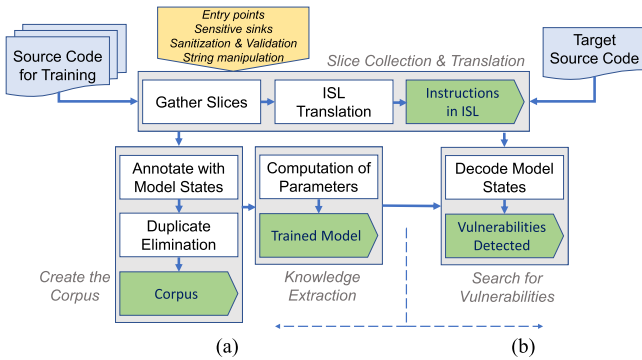 Entry points
Sensitive sinks
Sanitization & Validation
String manipulation
Source Code
for Training
Slice Collection & Translation
Target
Source Code
Gather Slices
ISL
Translation
Instructions
in ISL
Annotate with
Model States
Duplicate
Elimination
Corpus
Create the
Corpus
Computation of
Parameters
Trained Model
Knowledge
Extraction
Decode Model
States
Vulnerabilities
Detected
Search for
Vulnerabilities
(a)
(b)